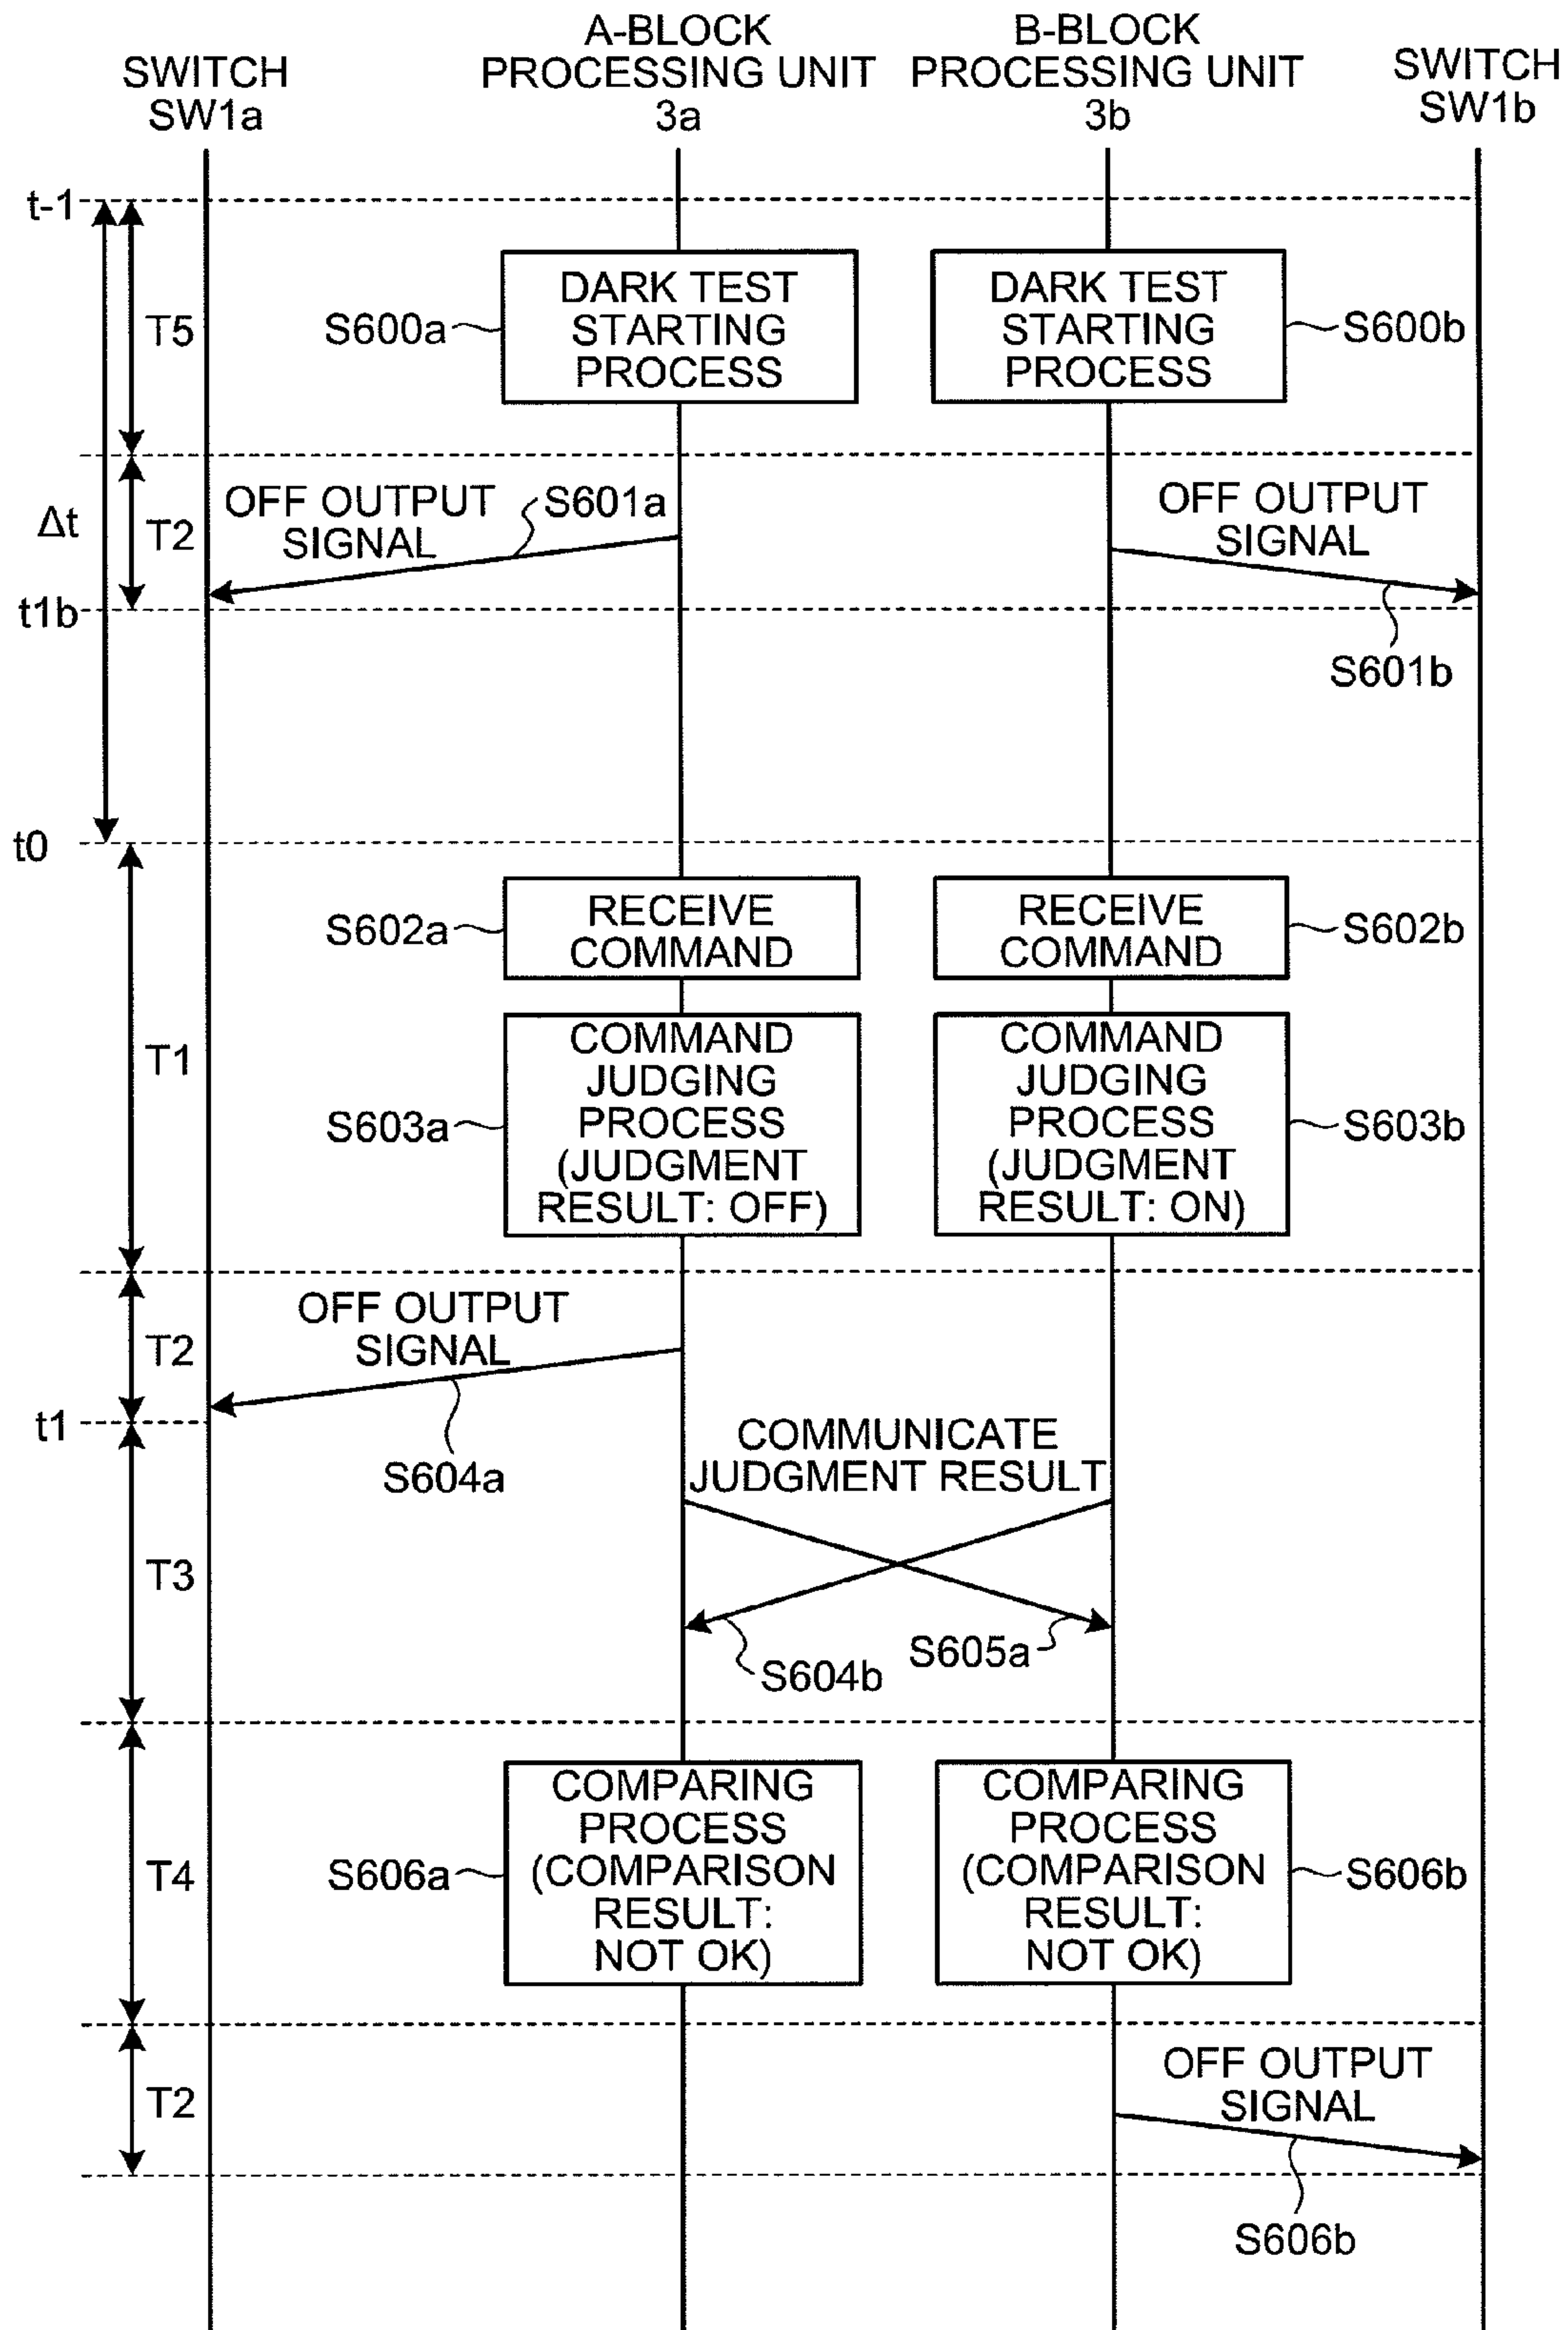 SWITCH
SW1a
A-BLOCK
PROCESSING UNIT
3a
B-BLOCK
PROCESSING UNIT
3b
SWITCH
SW1b
t-1
T5
S600a
DARK TEST
STARTING
PROCESS
DARK TEST
STARTING
PROCESS
S600b
Δt
T2
OFF OUTPUT
SIGNAL
S601a
OFF OUTPUT
SIGNAL
S601b
t1b
t0
T1
S602a
RECEIVE
COMMAND
RECEIVE
COMMAND
S602b
S603a
COMMAND
JUDGING
PROCESS
(JUDGMENT
RESULT: OFF)
COMMAND
JUDGING
PROCESS
(JUDGMENT
RESULT: ON)
S603b
T2
OFF OUTPUT
SIGNAL
t1
S604a
COMMUNICATE
JUDGMENT RESULT
T3
S604b
S605a
T4
S606a
COMPARING
PROCESS
(COMPARISON
RESULT:
NOT OK)
COMPARING
PROCESS
(COMPARISON
RESULT:
NOT OK)
S606b
T2
OFF OUTPUT
SIGNAL
S606b